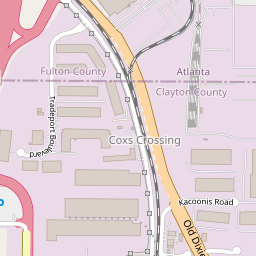 Fulton County
Atlanta
Clayton County
Tradeport Boulevard
Coxs Crossing
Kacoonis Road
Old Dixie